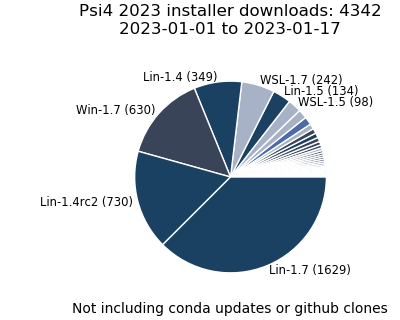 Psi4 2023 installer downloads: 4342
2023-01-01 to 2023-01-17
Lin-1.4 (349)
WSL-1.7 (242)
Lin-1.5 (134)
WSL-1.5 (98)
Win-1.7 (630)
Lin-1.4rc2 (730)
Lin-1.7 (1629)
Not including conda updates or github clones